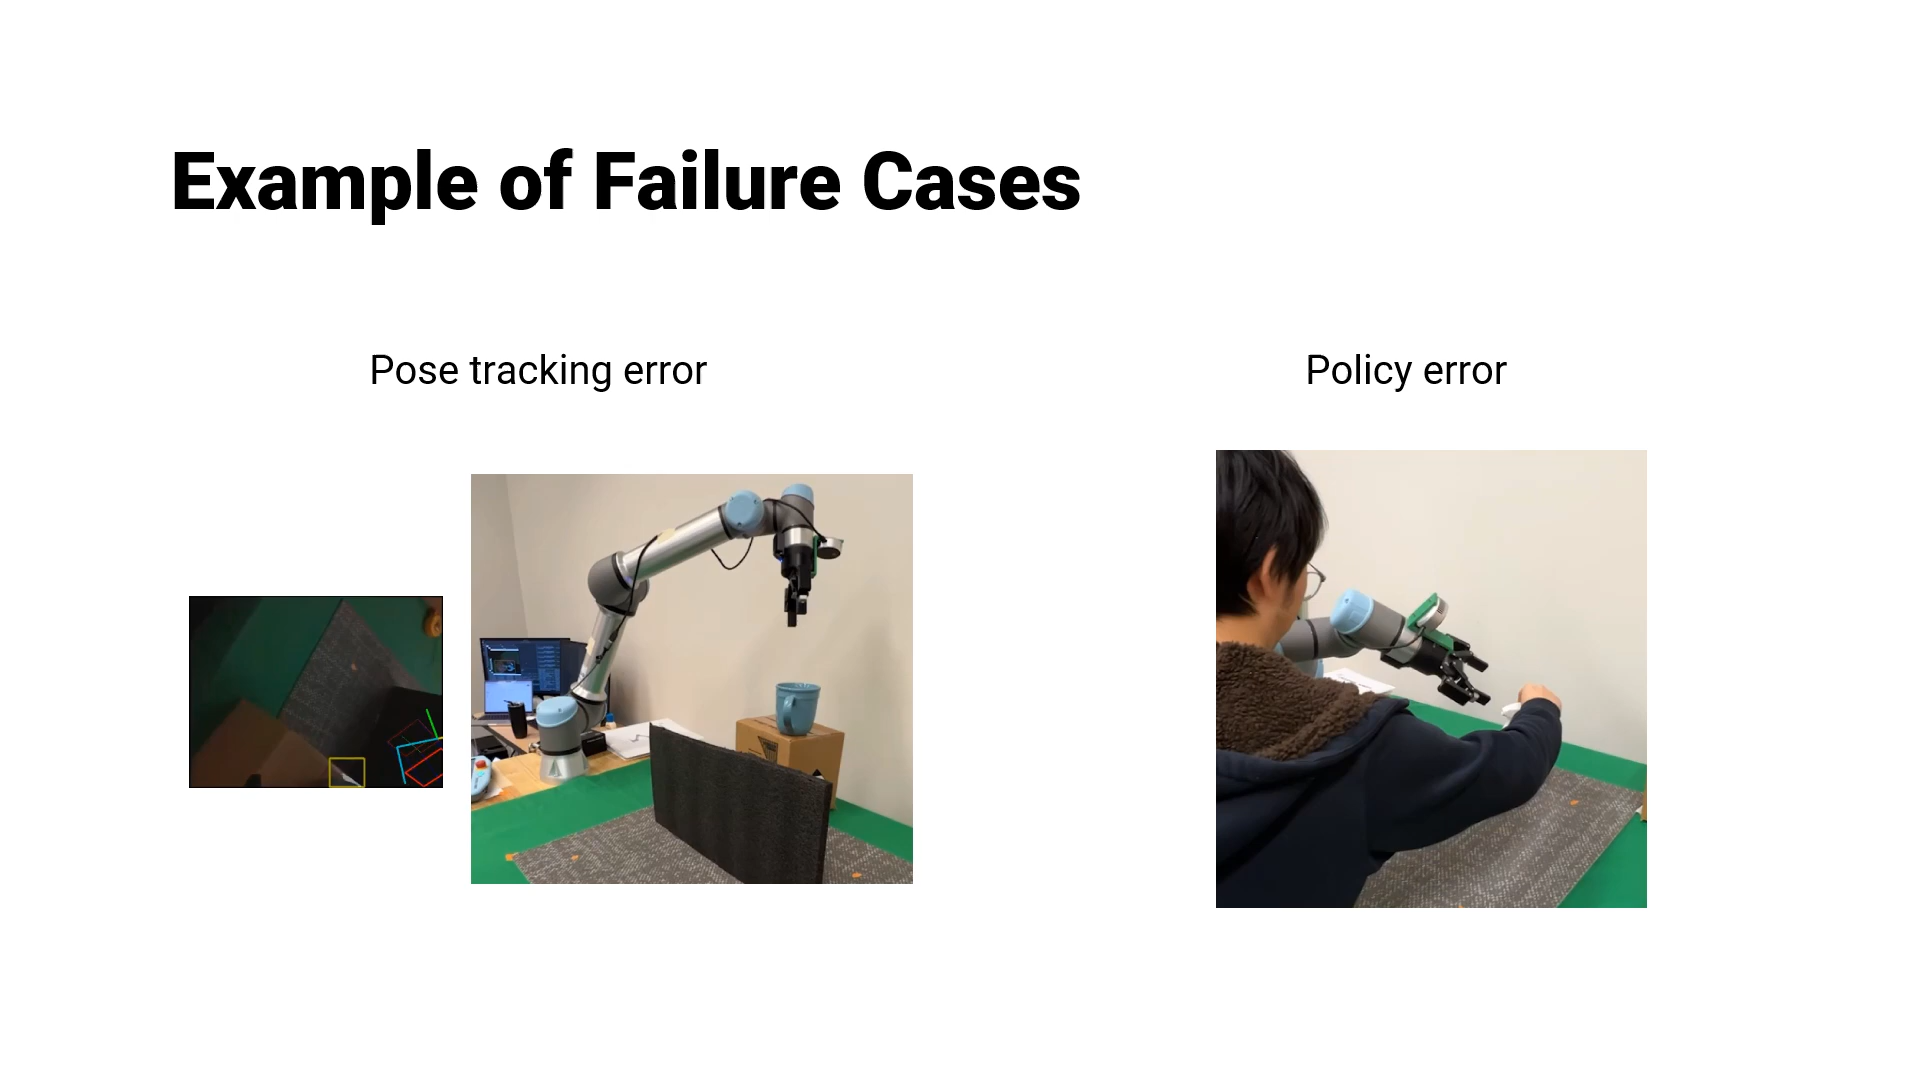 Example of Failure Cases
Pose tracking error
Policy error